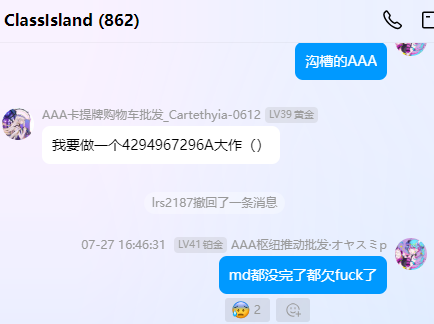 ClassIsland (862)
沟槽的AAA
AAA卡提牌购物车批发_Cartethyia-0612 LV39 黄金
我要做一个4294967296A大作（）
lrs2187撤回了一条消息
07-27 16:46:31 LV41 铂金 AAA枢纽推动批发·オヤスミp
md都没完了都欠fuck了
2